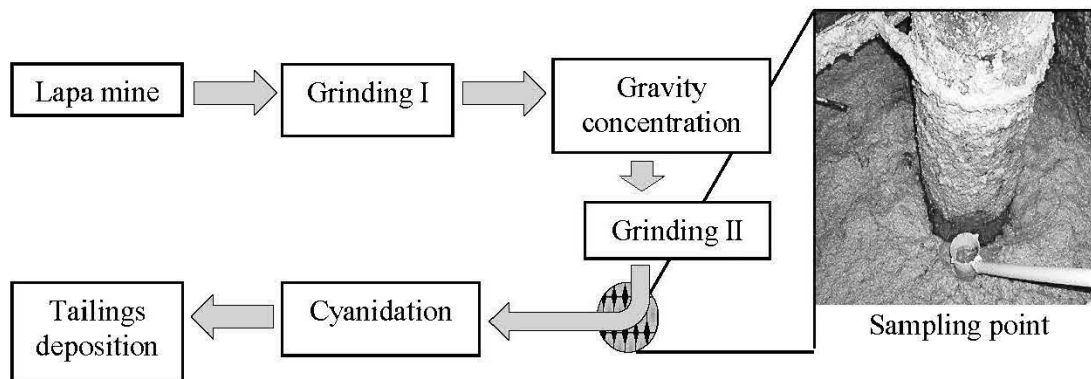 Lapa mine
Grinding I
Gravity
concentration
Grinding II
Cyanidation
Tailings
deposition
Sampling point